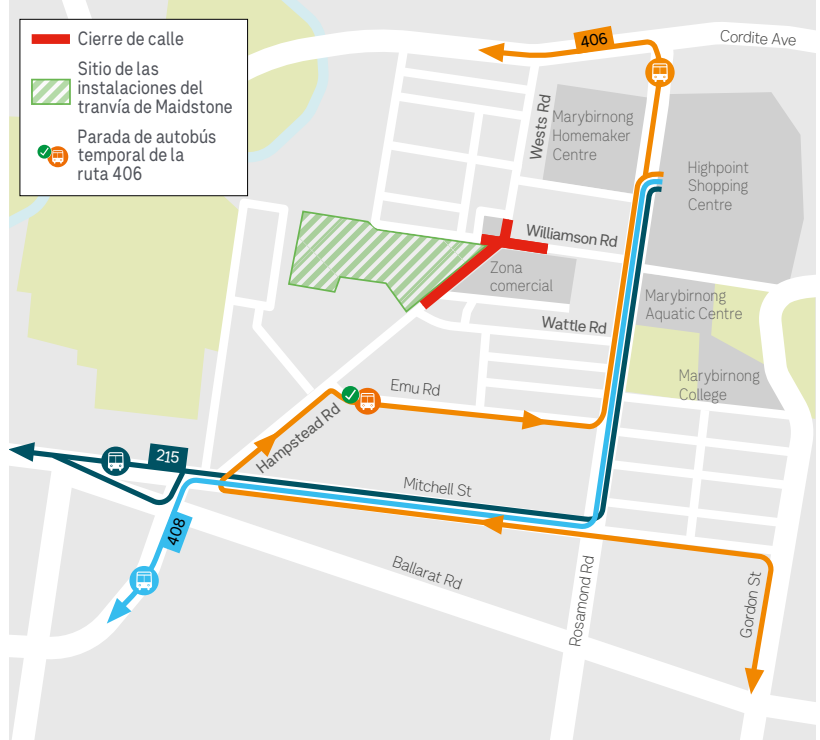 Cierre de calle
Sitio de las
instalaciones del
tranvía de Maidstone
Parada de autobús
temporal de la
ruta 406
406
Cordite Ave
Wests Rd
Marybirnong
Homemaker
Centre
Highpoint
Shopping
Centre
Williamson Rd
Zona
comercial
Marybirnong
Aquatic Centre
Wattle Rd
Marybirnong
College
Emu Rd
Hampstead Rd
215
Mitchell St
408
Ballarat Rd
Rosamond Rd
Gordon St